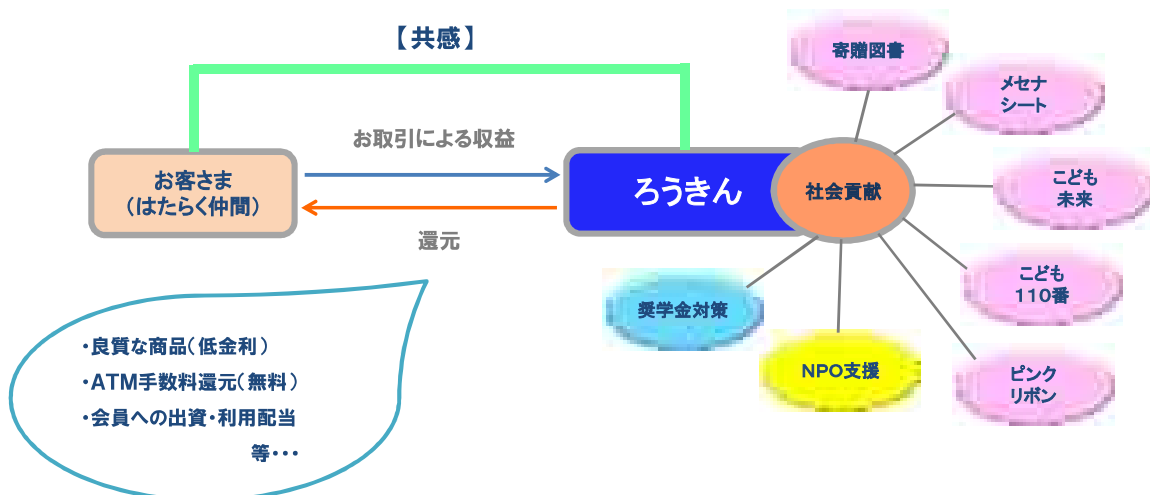 【共感】
お取引による収益
お客さま
（はたらく仲間）
ろうきん
社会貢献
還元
寄贈図書
メセナ
シート
こども
未来
こども
110番
ピンク
リボン
NPO支援
奨学金対策
・良質な商品（低金利）
・ATM手数料還元（無料）
・会員への出資・利用配当
等・・・